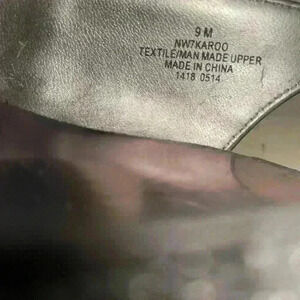 9 M
NW7KAROO
TEXTILE/MAN MADE UPPER
MADE IN CHINA
1418 0514